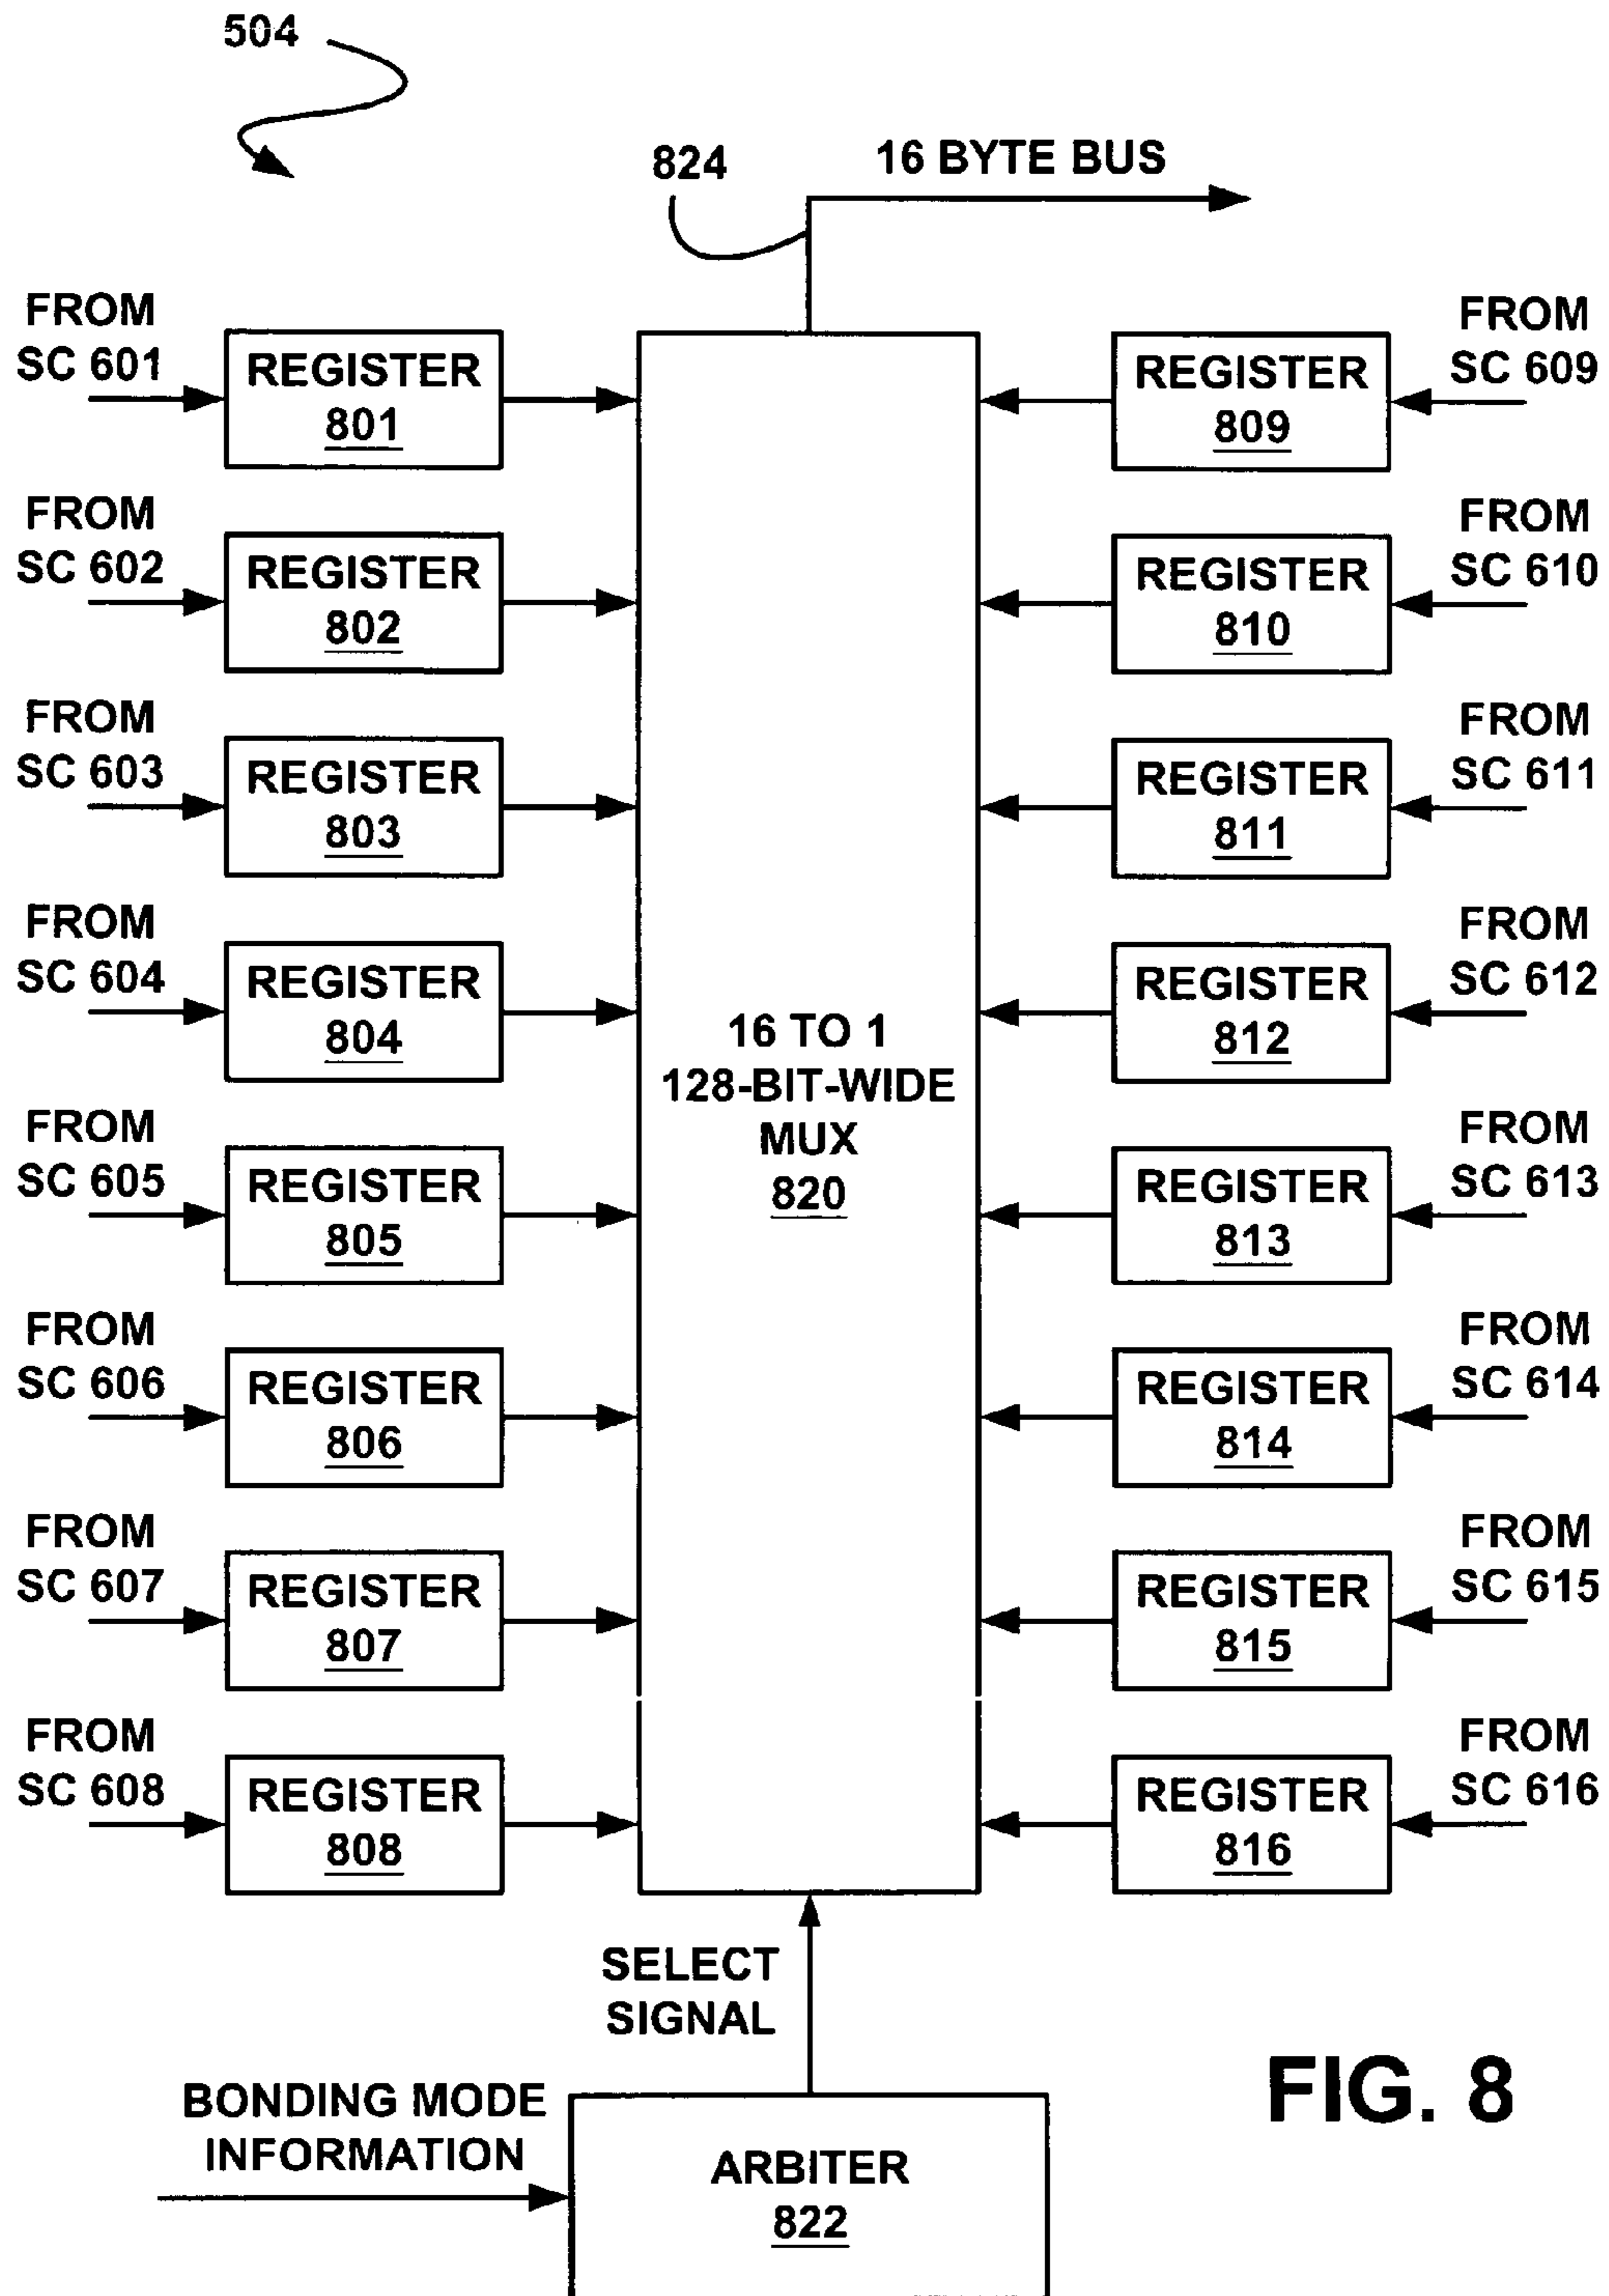 504
824
16 BYTE BUS
FROM
SC 601
REGISTER
801
FROM
SC 609
REGISTER
809
FROM
SC 602
REGISTER
802
FROM
SC 610
REGISTER
810
FROM
SC 603
REGISTER
803
FROM
SC 611
REGISTER
811
FROM
SC 604
REGISTER
804
FROM
SC 612
REGISTER
812
16 TO 1
128-BIT-WIDE
MUX
820
FROM
SC 605
REGISTER
805
FROM
SC 613
REGISTER
813
FROM
SC 606
REGISTER
806
FROM
SC 614
REGISTER
814
FROM
SC 607
REGISTER
807
FROM
SC 615
REGISTER
815
FROM
SC 608
REGISTER
808
FROM
SC 616
REGISTER
816
SELECT
SIGNAL
BONDING MODE
INFORMATION
ARBITER
822
FIG. 8